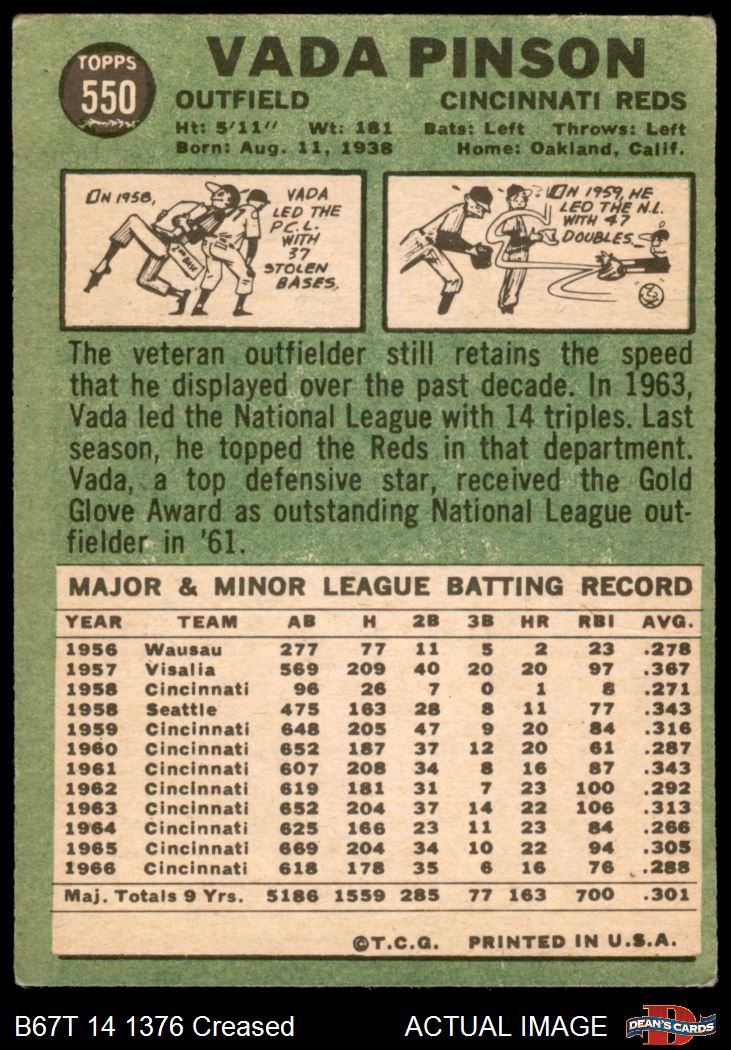 TOPPS
550
VADA PINSON
OUTFIELD CINCINNATI REDS
Ht: 5'11" Wt: 181 Bats: Left Throws: Left
Born: Aug. 11, 1938 Home: Oakland, Calif.
IN 1958,
VADA
LED THE
P.C.L.
WITH
37
STOLEN
BASES.
IN 1959, HE
LED THE N.L.
WITH 47
DOUBLES.
The veteran outfielder still retains the speed
that he displayed over the past decade. In 1963,
Vada led the National League with 14 triples. Last
season, he topped the Reds in that department.
Vada, a top defensive star, received the Gold
Glove Award as outstanding National League out-
fielder in '61.
MAJOR & MINOR LEAGUE BATTING RECORD
YEAR TEAM AB H 2B 3B HR RBI AVG.
1956 Wausau 277 77 11 5 2 23 .278
1957 Visalia 569 209 40 20 20 97 .367
1958 Cincinnati 96 26 7 0 1 8 .271
1958 Seattle 475 163 28 8 11 77 .343
1959 Cincinnati 648 205 47 9 20 84 .316
1960 Cincinnati 652 187 37 12 20 61 .287
1961 Cincinnati 607 208 34 8 16 87 .343
1962 Cincinnati 619 181 31 7 23 100 .292
1963 Cincinnati 652 204 37 14 22 106 .313
1964 Cincinnati 625 166 23 11 23 84 .266
1965 Cincinnati 669 204 34 10 22 94 .305
1966 Cincinnati 618 178 35 6 16 76 .288
Maj. Totals 9 Yrs. 5186 1559 285 77 163 700 .301
©T.C.G. PRINTED IN U.S.A.
B67T 14 1376 Creased ACTUAL IMAGE
D
DEAN'S CARDS